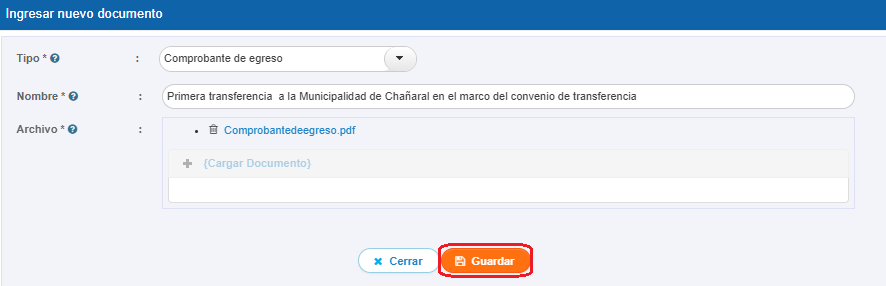 Ingresar nuevo documento
Tipo * : Comprobante de egreso
Nombre * : Primera transferencia a la Municipalidad de Chañaral en el marco del convenio de transferencia
Archivo * : Comprobantedeegreso.pdf
(Cargar Documento)
Cerrar Guardar